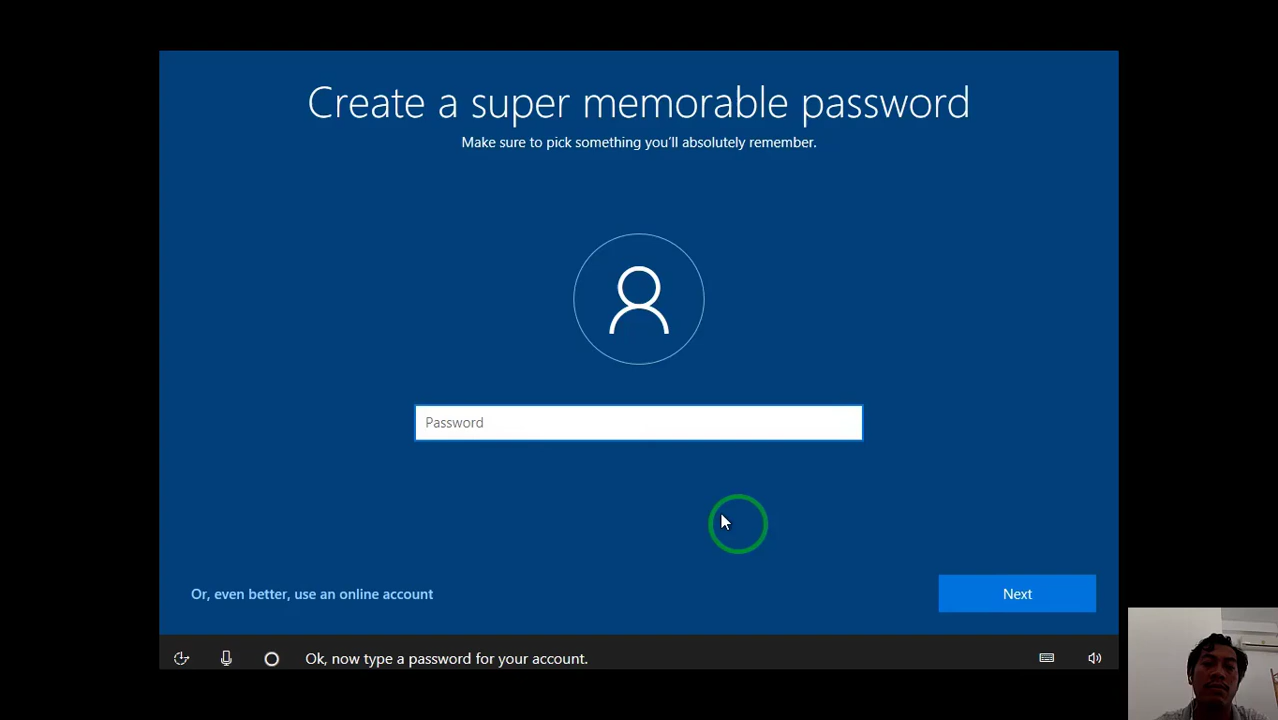 Create a super memorable password
Make sure to pick something you'll absolutely remember.
Password
Or, even better, use an online account
Next
Ok, now type a password for your account.